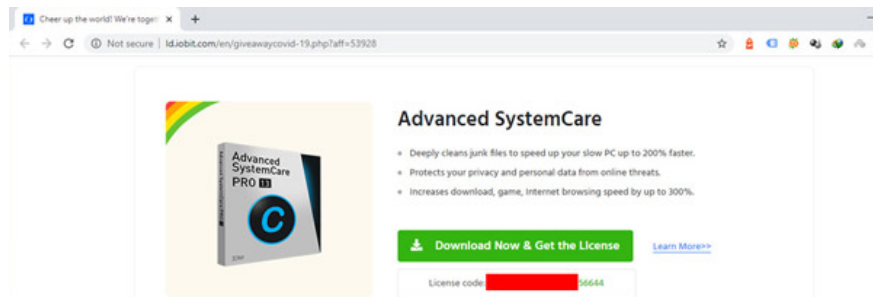 Cheer up the world! We're togeth
Not secure | ld.iobit.com/en/giveawaycovid-19.php?aff=53928
Advanced SystemCare
Deeply cleans junk files to speed up your slow PC up to 200% faster.
Protects your privacy and personal data from online threats.
Increases download, game, Internet browsing speed by up to 300%.
Advanced
SystemCare
PRO 13
Download Now & Get the License
Learn More>>
License code:
56644